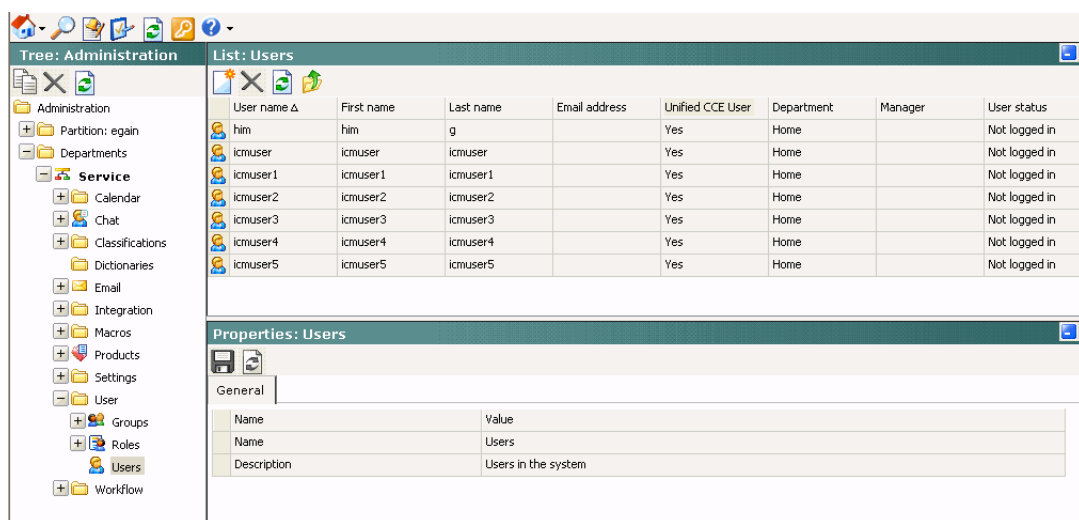 Tree: Administration
Administration
Partition: egain
Departments
Service
Calendar
Chat
Classifications
Dictionaries
Email
Integration
Macros
Products
Settings
User
Groups
Roles
Users
Workflow
List: Users
User name First name Last name Email address Unified CCE User Department Manager User status
him him g Yes Home Not logged in
icmuser icmuser icmuser Yes Home Not logged in
icmuser1 icmuser1 icmuser1 Yes Home Not logged in
icmuser2 icmuser2 icmuser2 Yes Home Not logged in
icmuser3 icmuser3 icmuser3 Yes Home Not logged in
icmuser4 icmuser4 icmuser4 Yes Home Not logged in
icmuser5 icmuser5 icmuser5 Yes Home Not logged in
Properties: Users
General
Name Value
Name Users
Description Users in the system